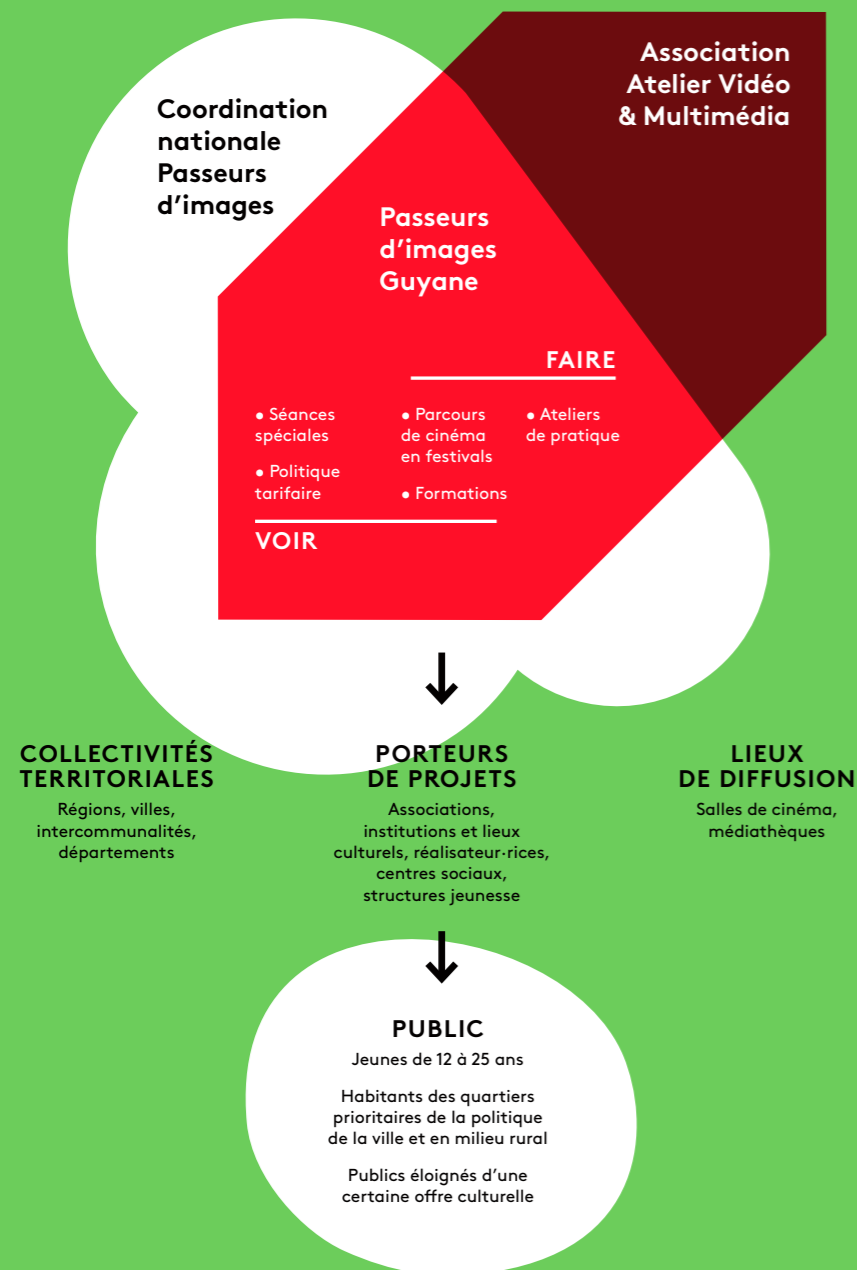 Coordination
nationale
Passeurs
d’images
Association
Atelier Vidéo
& Multimédia
Passeurs
d’images
Guyane
FAIRE
• Séances
spéciales
• Politique
tarifaire
• Parcours
de cinéma
en festivals
• Formations
• Ateliers
de pratique
VOIR
COLLECTIVITÉS
TERRITORIALES
Régions, villes,
intercommunalités,
départements
PORTEURS
DE PROJETS
Associations,
institutions et lieux
culturels, réalisateur·rices,
centres sociaux,
structures jeunesse
LIEUX
DE DIFFUSION
Salles de cinéma,
médiathèques
PUBLIC
Jeunes de 12 à 25 ans
Habitants des quartiers
prioritaires de la politique
de la ville et en milieu rural
Publics éloignés d’une
certaine offre culturelle